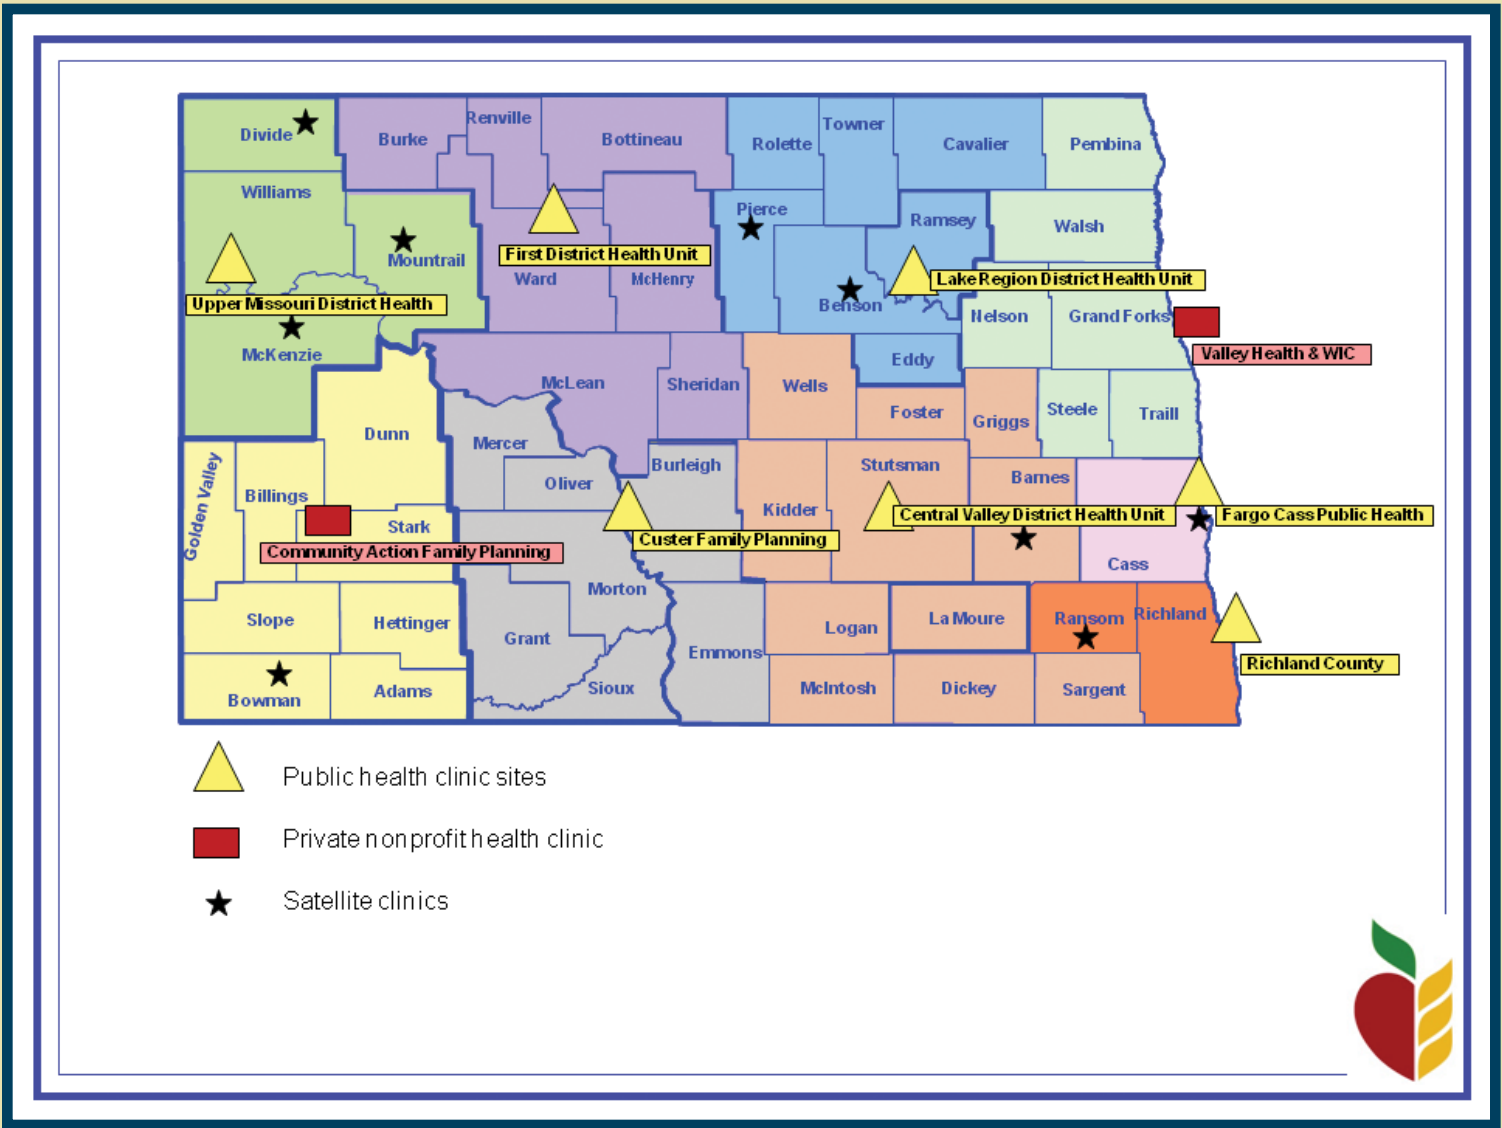 Divide
Burke
Renville
Bottineau
Rolette
Towner
Cavalier
Pembina
Williams
Pierce
Ramsey
Walsh
Mountrail
First District Health Unit
Ward
McHenry
Lake Region District Health Unit
Upper Missouri District Health
Benson
Nelson
Grand Forks
McKenzie
Valley Health & WIC
Eddy
McLean
Sheridan
Wells
Foster
Griggs
Steele
Traill
Dunn
Mercer
Burleigh
Stutsman
Barnes
Golden Valley
Billings
Oliver
Kidder
Stark
Central Valley District Health Unit
Fargo Cass Public Health
Community Action Family Planning
Custer Family Planning
Cass
Morton
Slope
Hettinger
Grant
Emmons
Logan
La Moure
Ransom
Richland
Richland County
Bowman
Adams
Sioux
McIntosh
Dickey
Sargent
Public health clinic sites
Private nonprofit health clinic
Satellite clinics